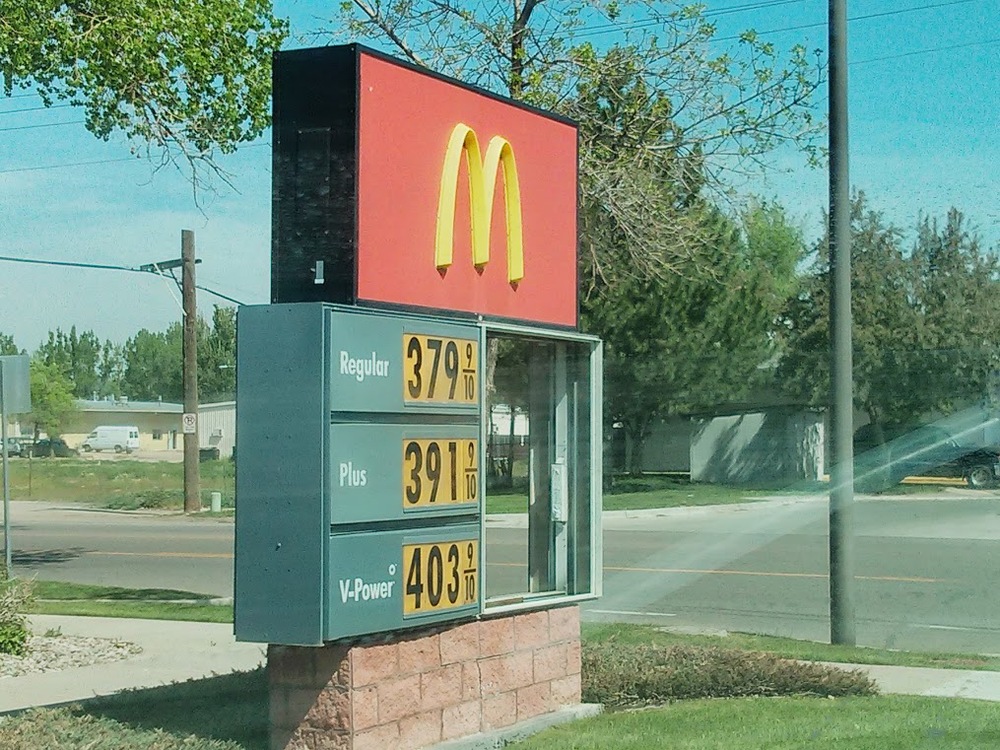 M
Regular 379 9/10
Plus 391 9/10
V-Power 403 9/10